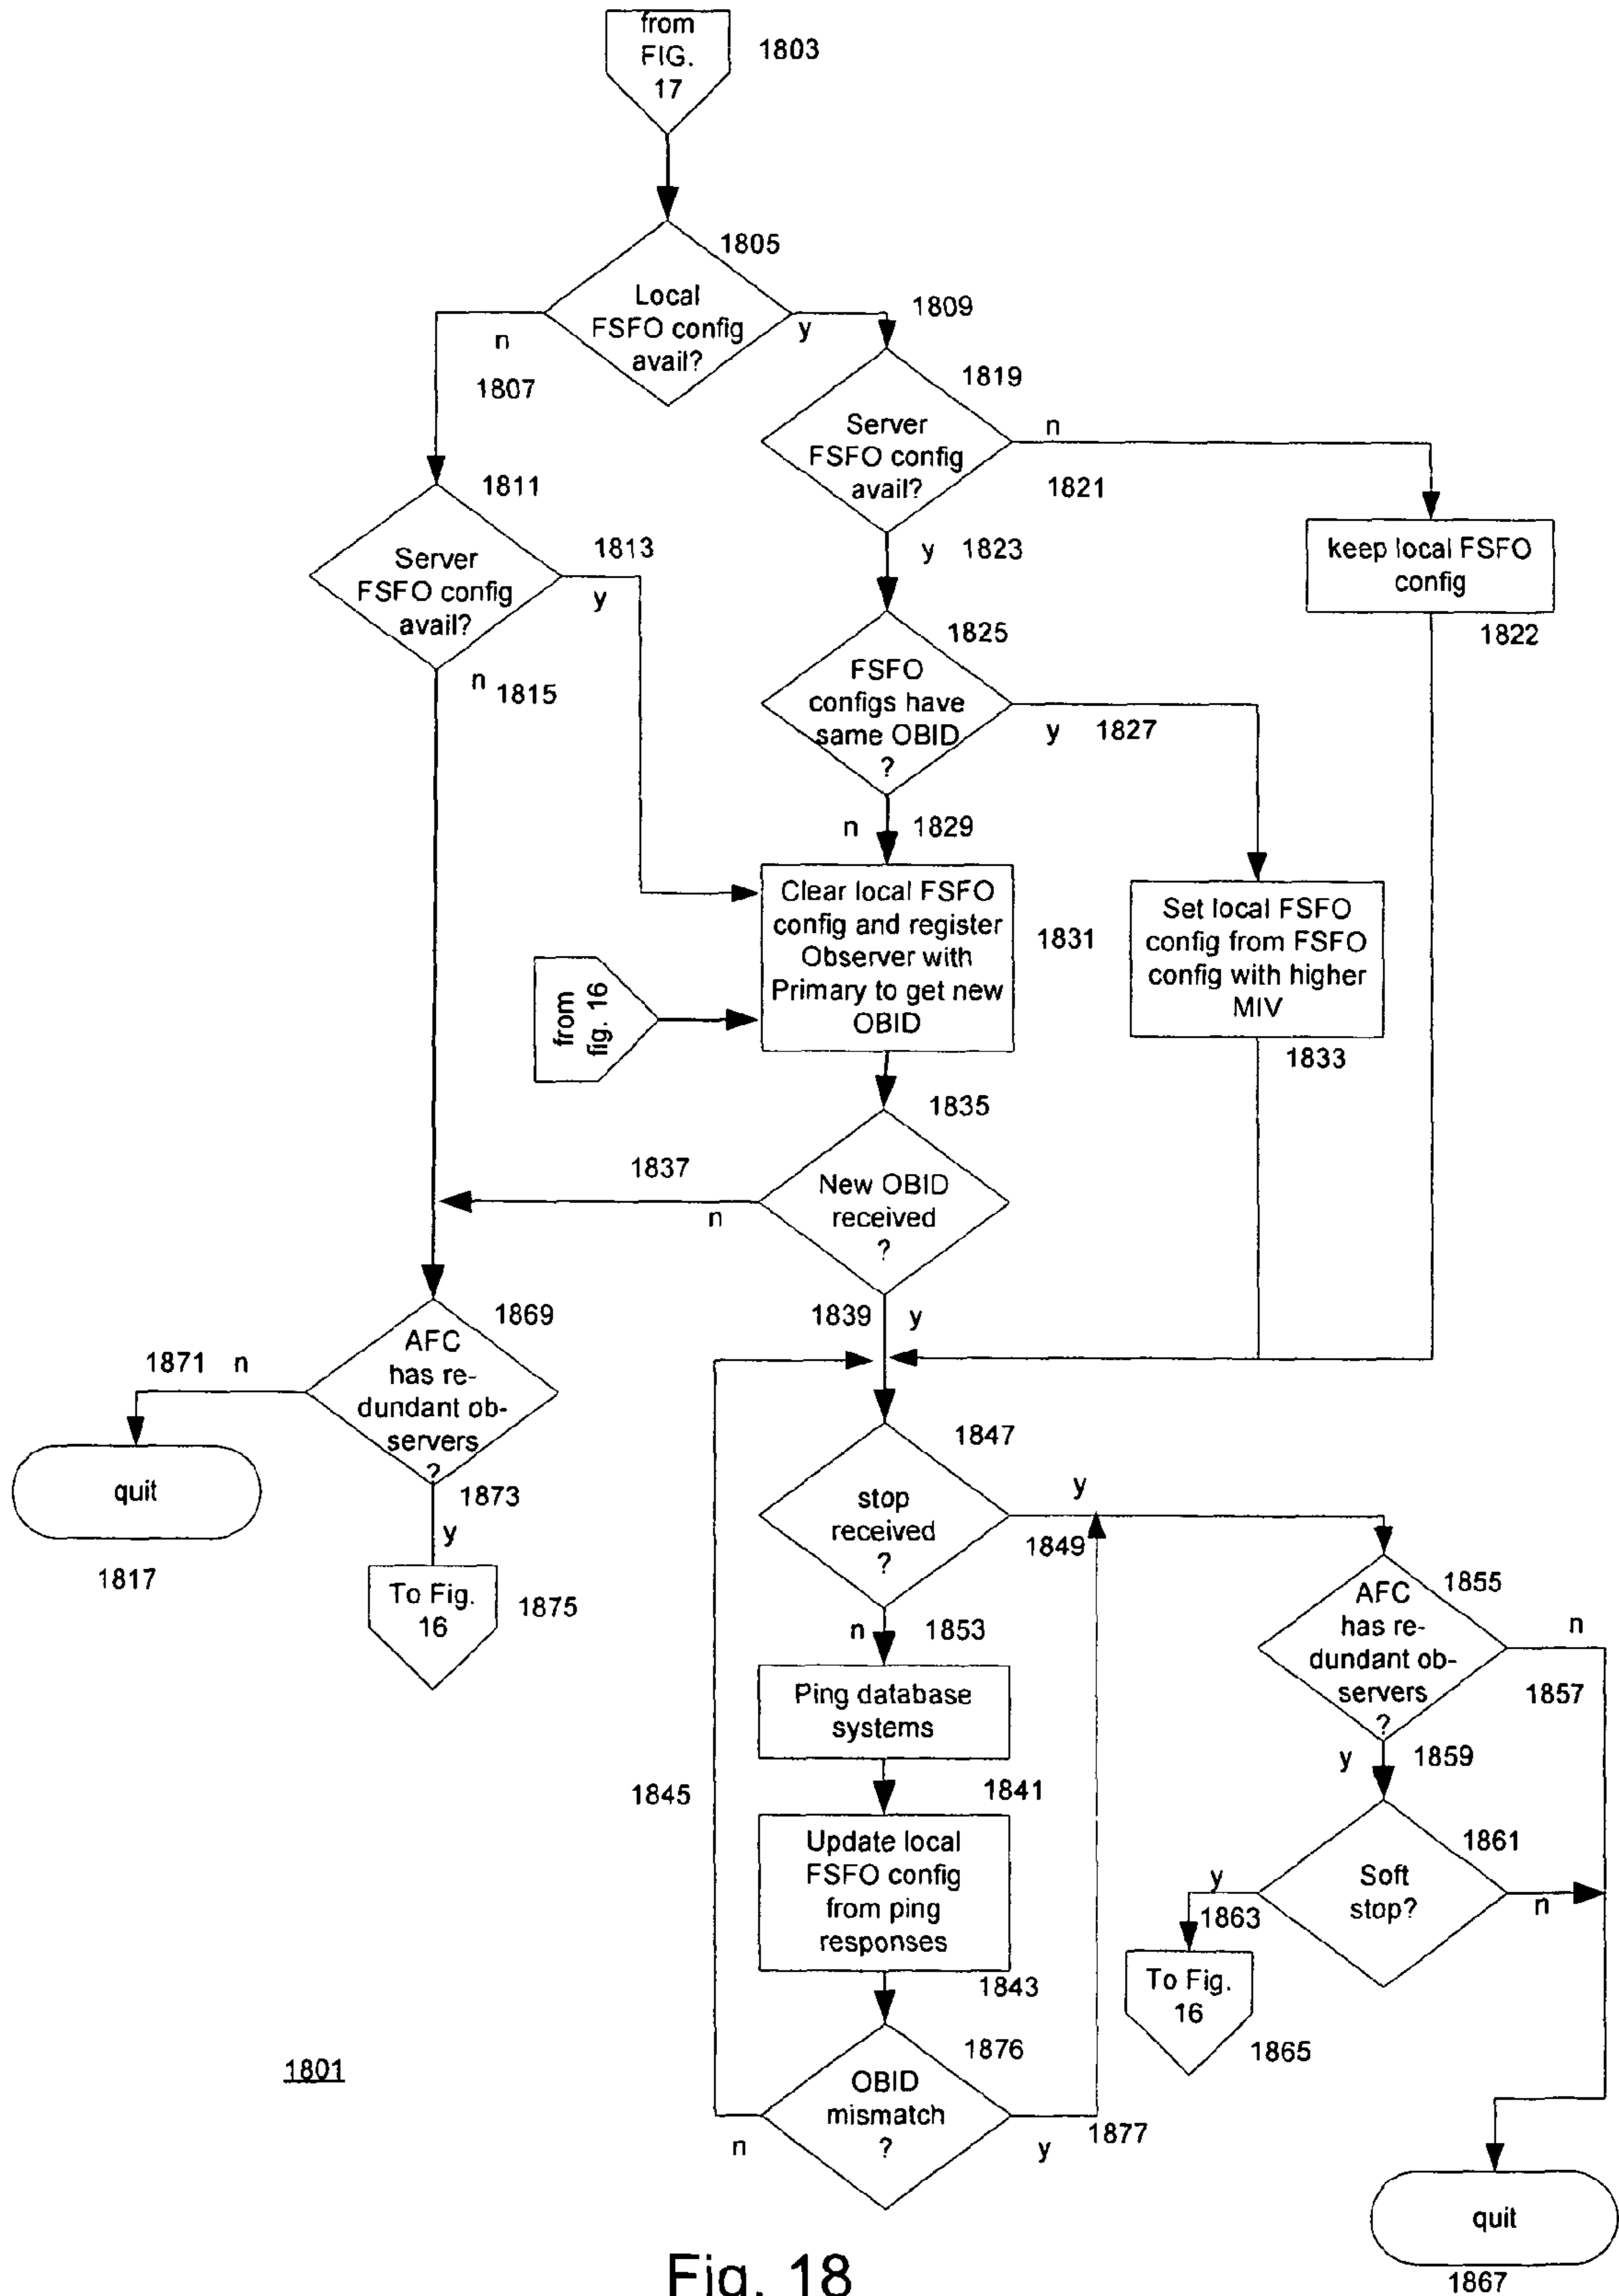 from
FIG.
17
1803
1805
Local
FSFO config
avail?
n
1807
y
1809
1819
Server
FSFO config
avail?
n
1821
y 1823
1811
Server
FSFO config
avail?
1813
y
n 1815
keep local FSFO
config
1822
1825
FSFO
configs have
same OBID
?
y 1827
n 1829
Clear local FSFO
config and register
Observer with
Primary to get new
OBID
1831
Set local FSFO
config from FSFO
config with higher
MIV
1833
from
fig. 16
1835
New OBID
received
?
1837
n
1839 y
1869
AFC
has re-
dundant ob-
servers
?
1871 n
quit
1817
1873
y
To Fig.
16
1875
1847
stop
received
?
y
1849
n 1853
Ping database
systems
1841
1845
Update local
FSFO config
from ping
responses
1843
1876
OBID
mismatch
?
n
y
1877
1855
AFC
has re-
dundant ob-
servers
?
n
1857
y 1859
1861
Soft
stop?
y
1863
n
To Fig.
16
1865
quit
1867
1801
Fig. 18